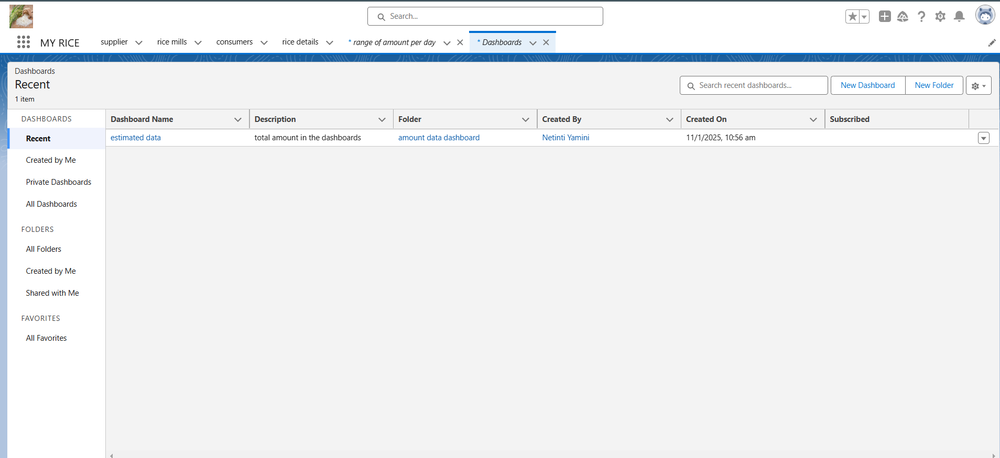 Search...
MY RICE
supplier
rice mills
consumers
rice details
* range of amount per day
* Dashboards
Dashboards
Recent
1 item
Search recent dashboards...
New Dashboard
New Folder
DASHBOARDS
Recent
Created by Me
Private Dashboards
All Dashboards
FOLDERS
All Folders
Created by Me
Shared with Me
FAVORITES
All Favorites
Dashboard Name Description Folder Created By Created On Subscribed
estimated data total amount in the dashboards amount data dashboard Netinti Yamini 11/1/2025, 10:56 am